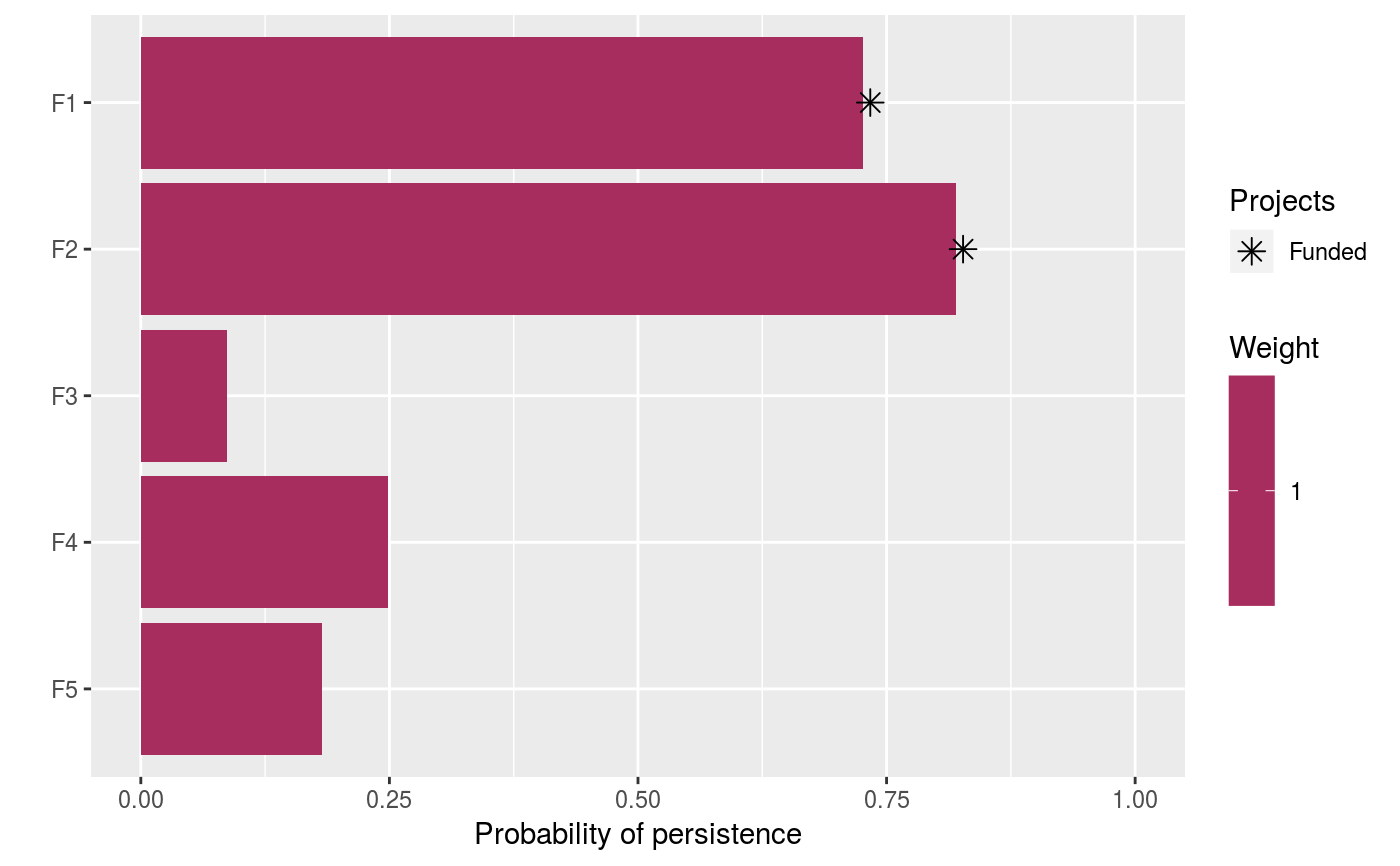 F1
F2
F3
F4
F5
0.00 0.25 0.50 0.75 1.00
Probability of persistence
Projects
Funded
Weight
1